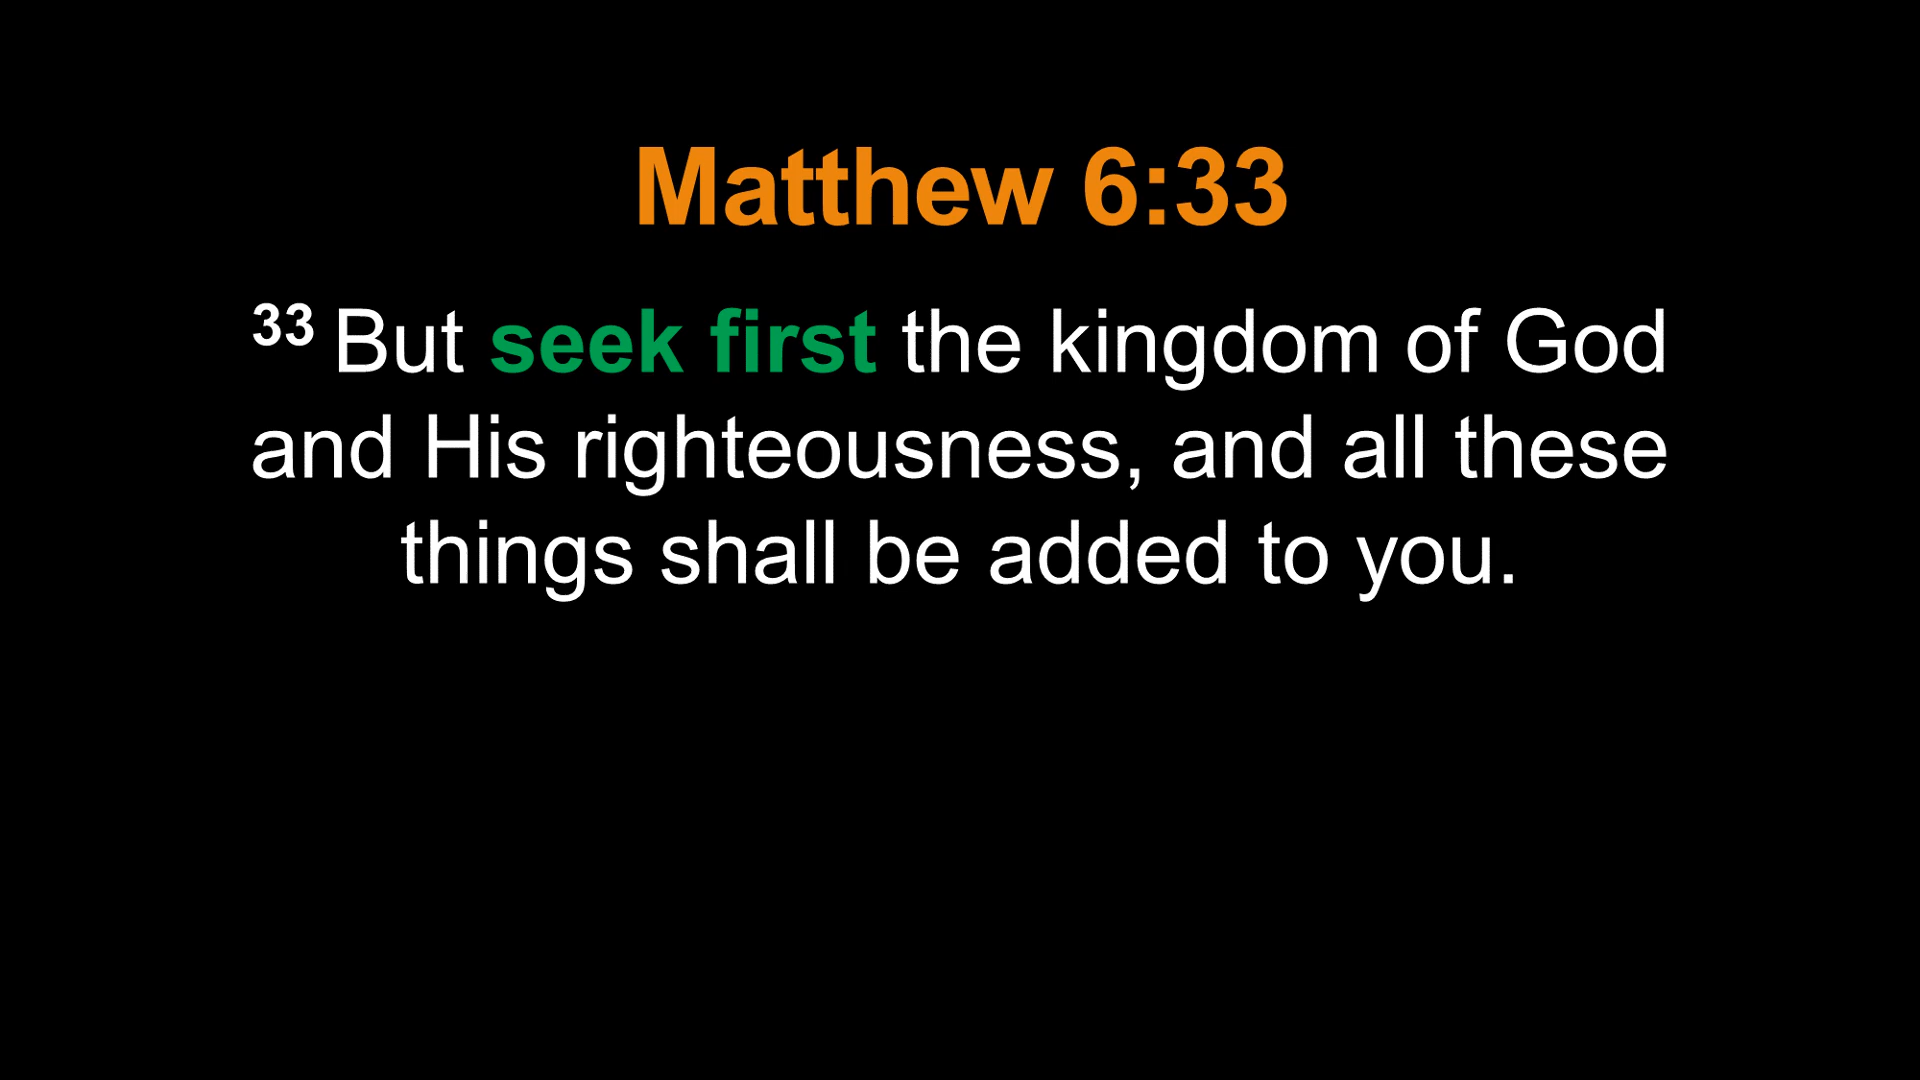 Matthew 6:33
33 But seek first the kingdom of God
and His righteousness, and all these
things shall be added to you.